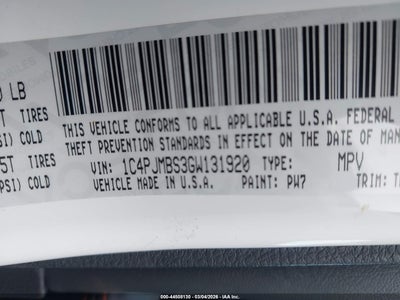 0 LB
T TIRES
SI) COLD
5T TIRES
PSI) COLD
THIS VEHICLE CONFORMS TO ALL APPLICABLE U.S.A. FEDERAL
THEFT PREVENTION STANDARDS IN EFFECT ON THE DATE OF MAN
VIN: 1C4PJMBS3GW131920 TYPE: MPV
VEHICLE MADE IN U.S.A. PAINT: PW7 TRIM: T
000-44508130 - 03/04/2026 - IAA Inc.